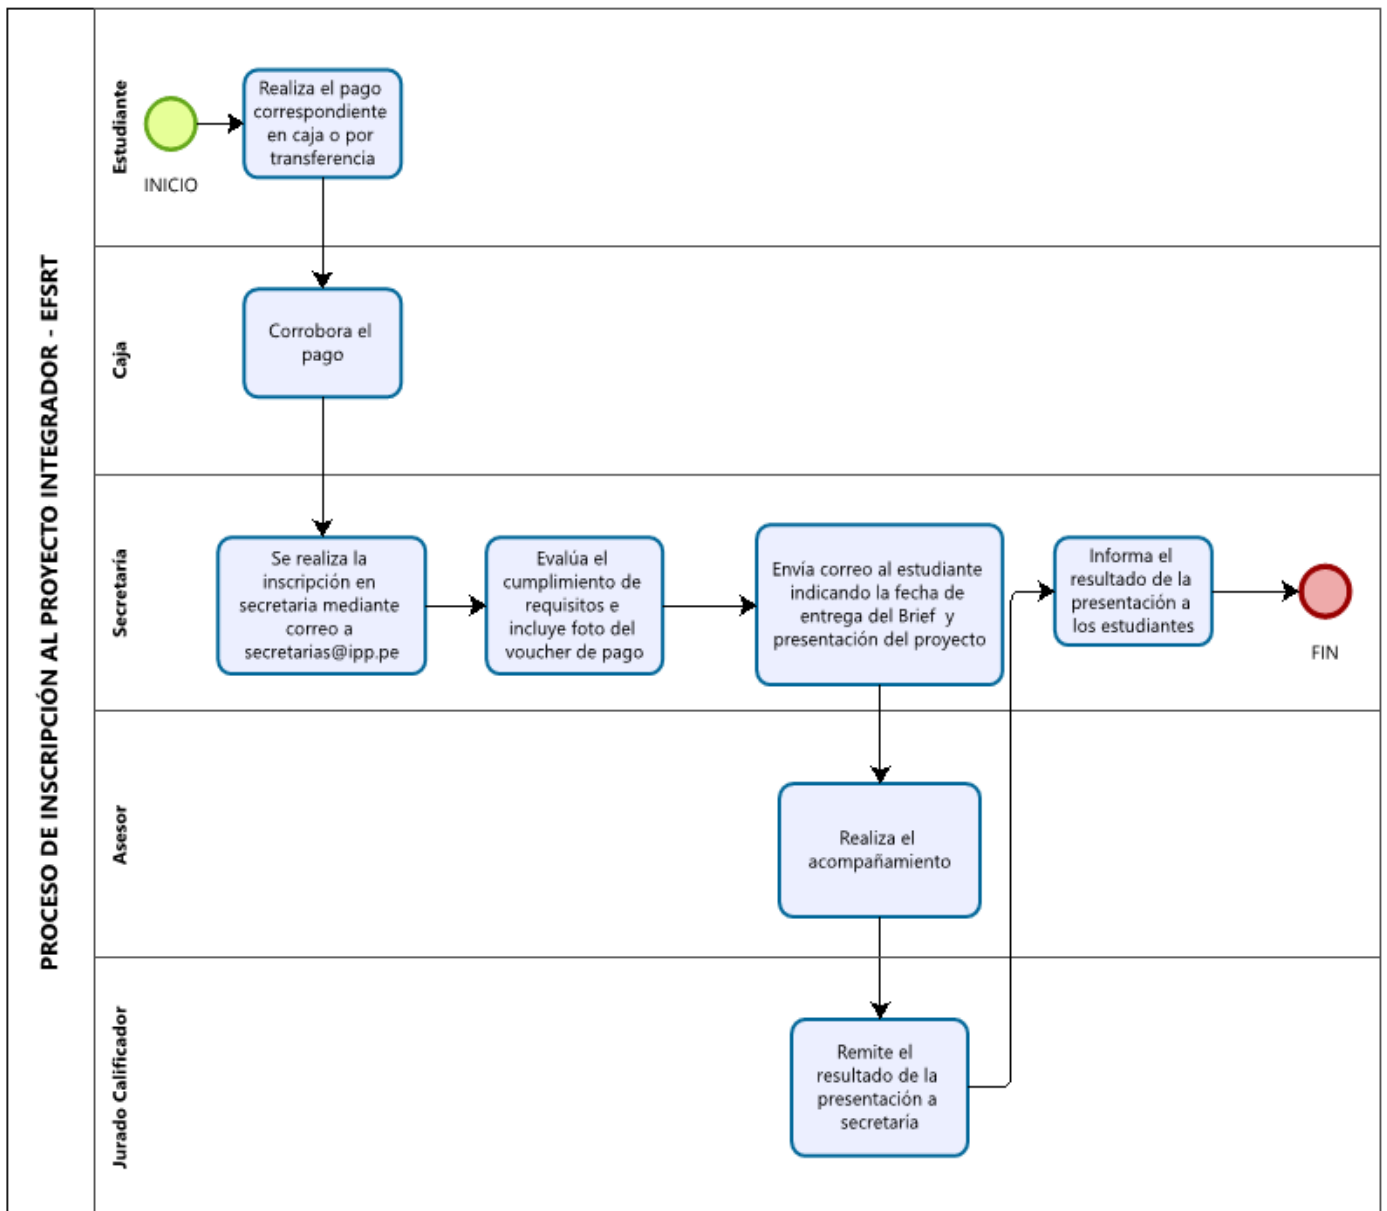 PROCESO DE INSCRIPCIÓN AL PROYECTO INTEGRADOR - EFSRT
Estudiante
INICIO
Realiza el pago
correspondiente
en caja o por
transferencia
Caja
Corrobora el
pago
Secretaría
Se realiza la
inscripción en
secretaria mediante
correo a
secretarias@ipp.pe
Evalúa el
cumplimiento de
requisitos e
incluye foto del
voucher de pago
Envía correo al estudiante
indicando la fecha de
entrega del Brief y
presentación del proyecto
Informa el
resultado de la
presentación a
los estudiantes
FIN
Asesor
Realiza el
acompañamiento
Jurado Calificador
Remite el
resultado de la
presentación a
secretaría